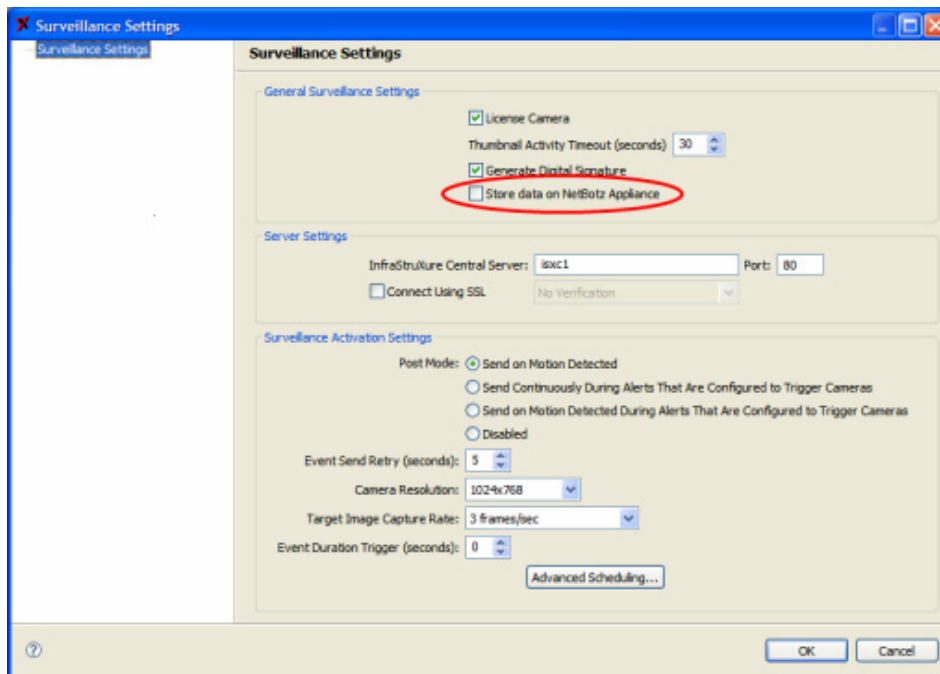 Surveillance Settings
Surveillance Settings
Surveillance Settings
General Surveillance Settings
License Camera
Thumbnail Activity Timeout (seconds) 30
Generate Digital Signature
Store data on NetBotz Appliance
Server Settings
InfraStruXure Central Server: isxc1 Port: 80
Connect Using SSL No Verification
Surveillance Activation Settings
Post Mode: Send on Motion Detected
Send Continuously During Alerts That Are Configured to Trigger Cameras
Send on Motion Detected During Alerts That Are Configured to Trigger Cameras
Disabled
Event Send Retry (seconds): 5
Camera Resolution: 1024x768
Target Image Capture Rate: 3 frames/sec
Event Duration Trigger (seconds): 0
Advanced Scheduling...
? OK Cancel